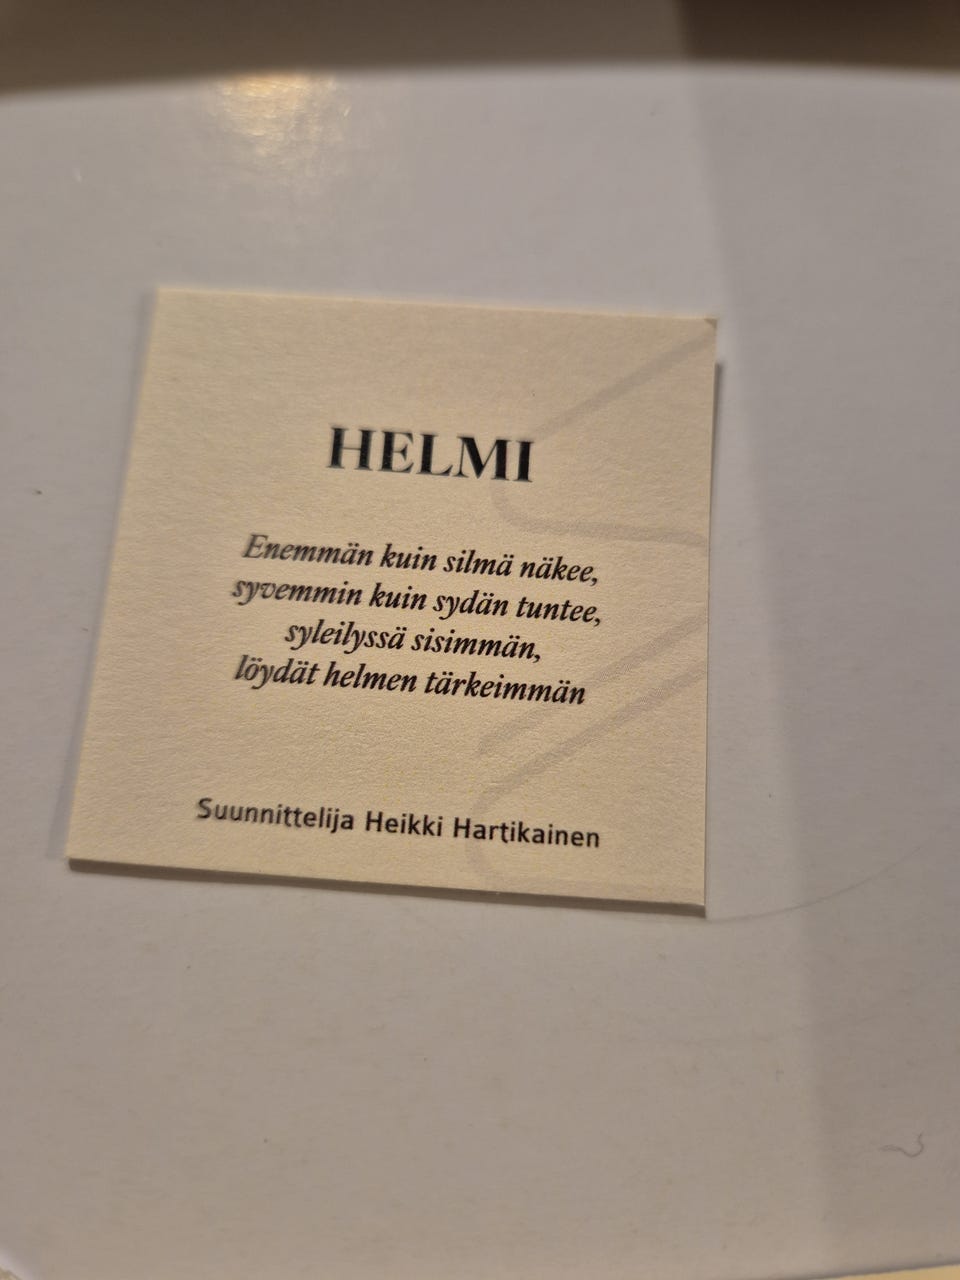 HELMI
Enemmän kuin silmä näkee,
syvemmin kuin sydän tuntee,
syleilyssä sisimmän,
löydät helmen tärkeimmän
Suunnittelija Heikki Hartikainen